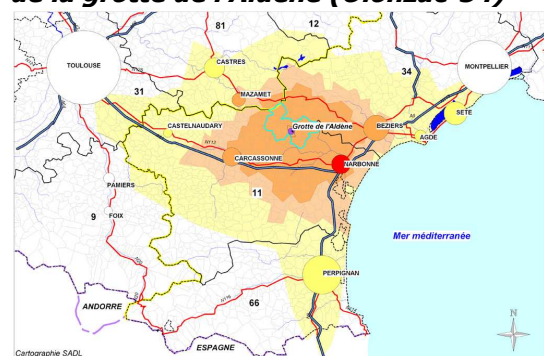 de la grotte de l'Aldène (Olonzac 34)
81
12
TOULOUSE
CASTRES
34
MONTPELLIER
31
MAZAMET
SETE
CASTELNAUDARY
Grotte de l'Aldène
BEZIERS
AGDE
CARCASSONNE
NARBONNE
PAMIERS
11
9
FOIX
Mer méditerranée
PERPIGNAN
66
ANDORRE
ESPAGNE
N
Cartographie SADL